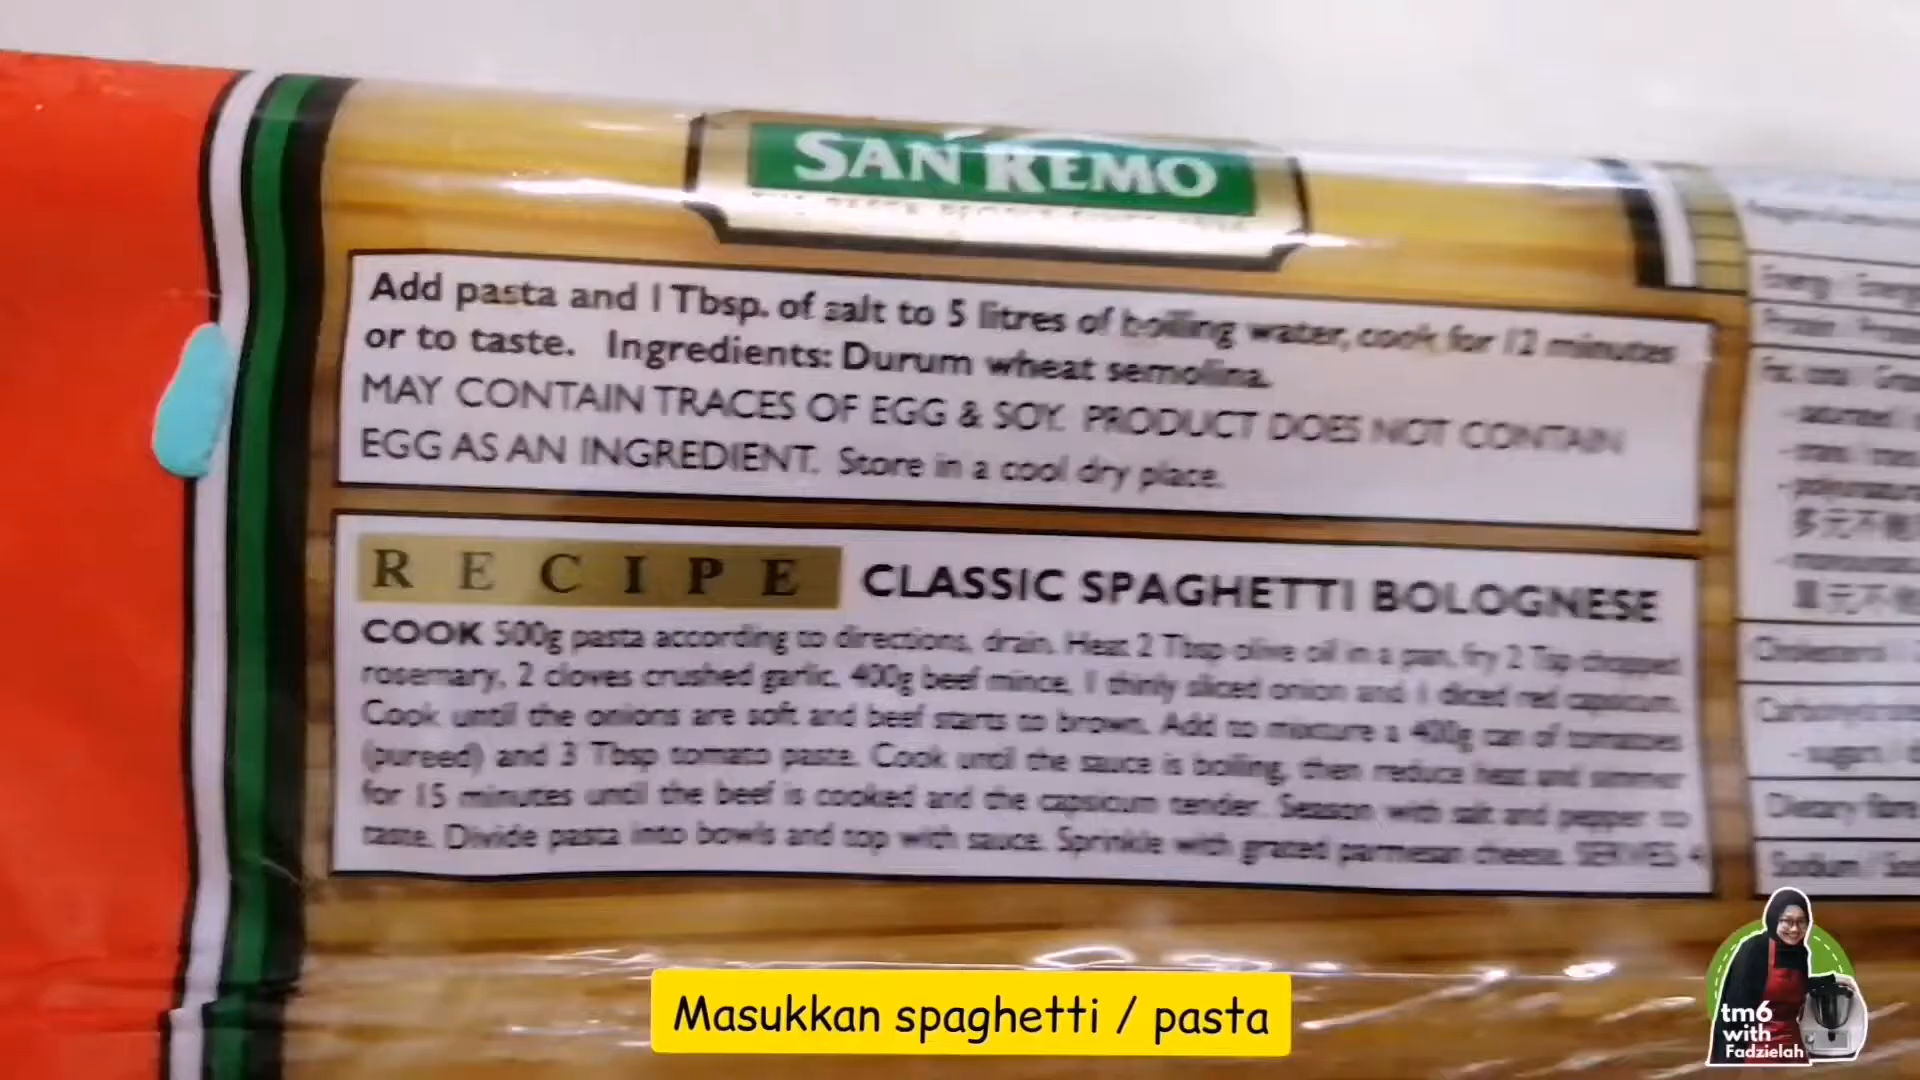 SAN REMO
Add pasta and 1 Tbsp. of salt to 5 litres of boiling water, cook for 12 minutes
or to taste. Ingredients: Durum wheat semolina.
MAY CONTAIN TRACES OF EGG & SOY. PRODUCT DOES NOT CONTAIN
EGG AS AN INGREDIENT. Store in a cool dry place.
RECIPE CLASSIC SPAGHETTI BOLOGNESE
COOK 500g pasta according to directions, drain. Heat 2 Tbsp olive oil in a pan, fry 2 Tsp chopped
rosemary, 2 cloves crushed garlic, 400g beef mince, 1 thinly sliced onion and 1 diced red capsicum.
Cook until the onions are soft and beef starts to brown. Add to mixture a 400g can of tomatoes
(pureed) and 3 Tbsp tomato paste. Cook until the sauce is boiling, then reduce heat and simmer
for 15 minutes until the beef is cooked and the capsicum tender. Season with salt and pepper to
taste. Divide pasta into bowls and top with sauce. Sprinkle with grated parmesan cheese. SERVES 4
Energy /
Protein /
Cholesterol /
Dietary fibre
Sodium /
Masukkan spaghetti / pasta
tm6
with
Fadzielah